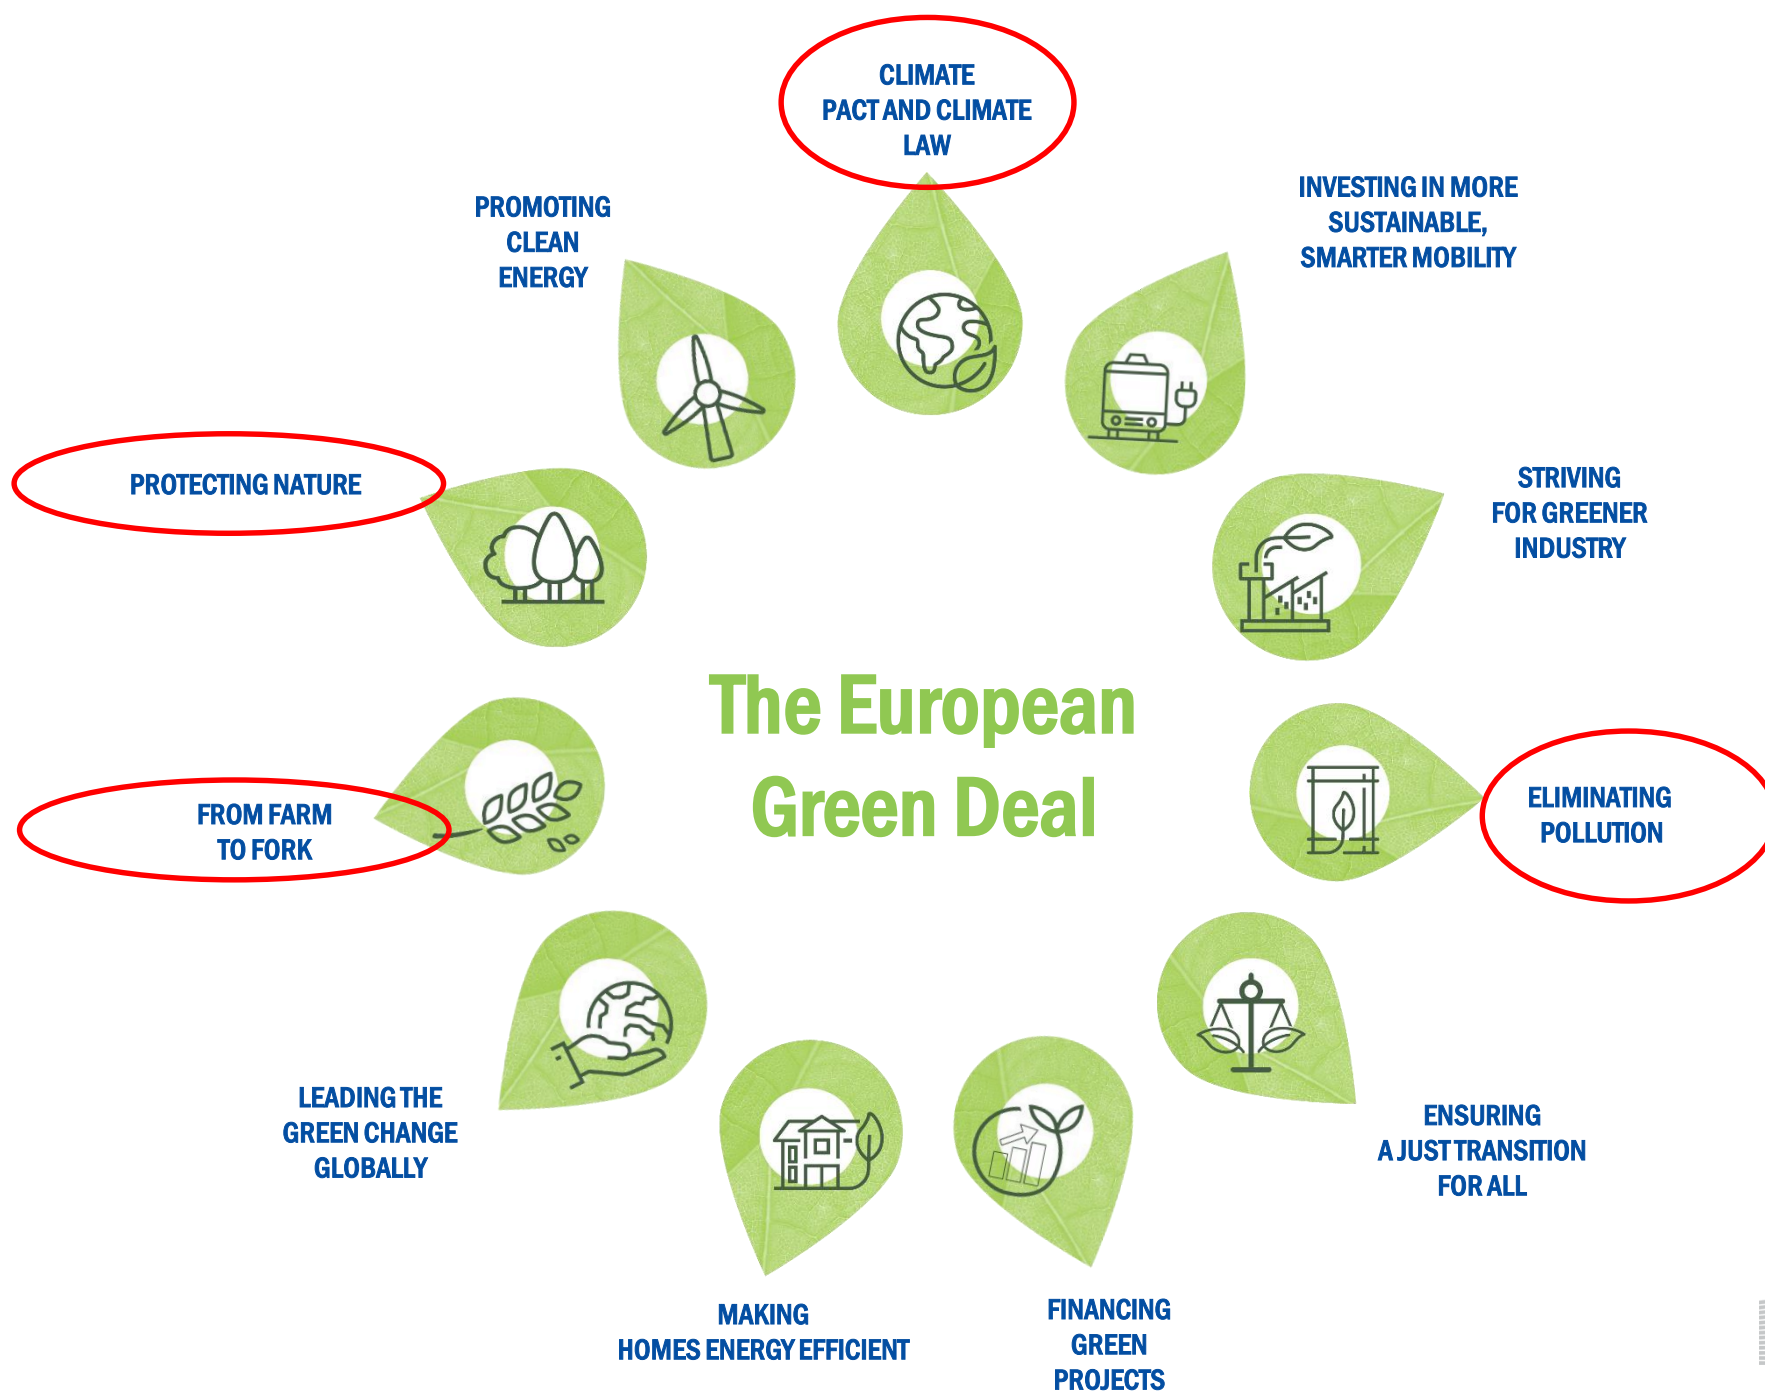 CLIMATE
PACT AND CLIMATE
LAW
INVESTING IN MORE
SUSTAINABLE,
SMARTER MOBILITY
PROMOTING
CLEAN
ENERGY
STRIVING
FOR GREENER
INDUSTRY
PROTECTING NATURE
The European
Green Deal
ELIMINATING
POLLUTION
FROM FARM
TO FORK
LEADING THE
GREEN CHANGE
GLOBALLY
ENSURING
A JUST TRANSITION
FOR ALL
MAKING
HOMES ENERGY EFFICIENT
FINANCING
GREEN
PROJECTS